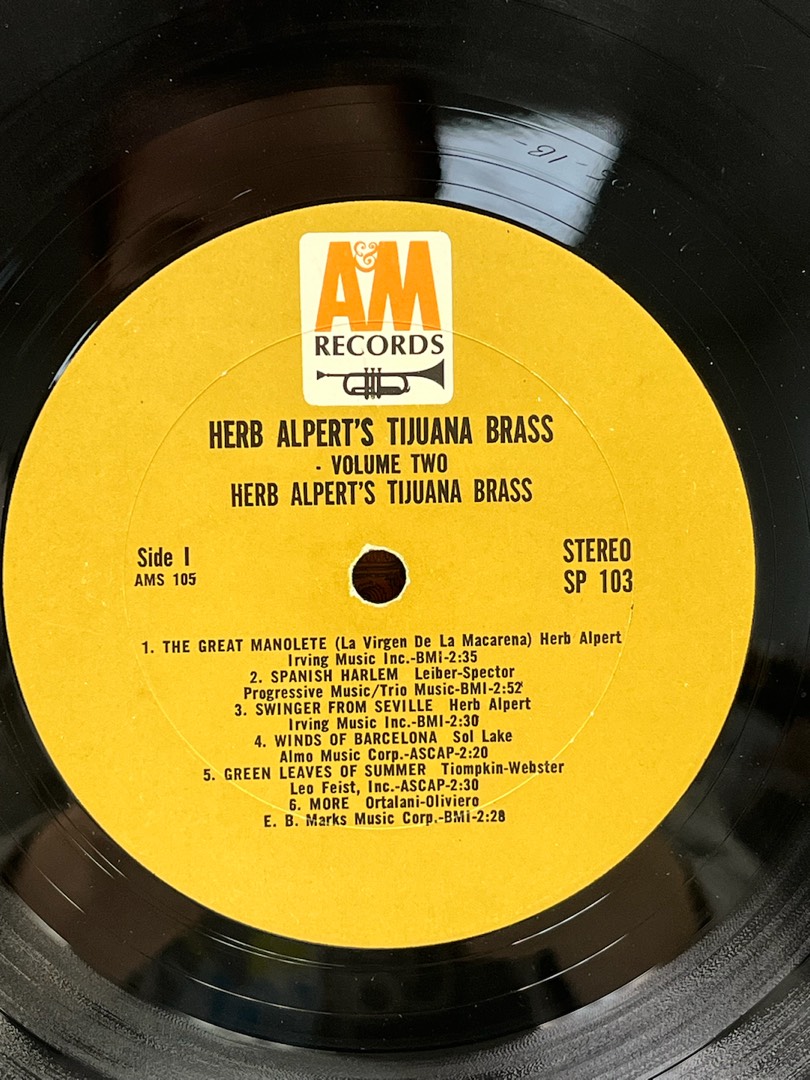 A&M
RECORDS
HERB ALPERT'S TIJUANA BRASS
- VOLUME TWO
HERB ALPERT'S TIJUANA BRASS
Side I
AMS 105
STEREO
SP 103
1. THE GREAT MANOLETE (La Virgen De La Macarena) Herb Alpert
Irving Music Inc.-BMI-2:35
2. SPANISH HARLEM Leiber-Spector
Progressive Music/Trio Music-BMI-2:52
3. SWINGER FROM SEVILLE Herb Alpert
Irving Music Inc.-BMI-2:30
4. WINDS OF BARCELONA Sol Lake
Almo Music Corp.-ASCAP-2:20
5. GREEN LEAVES OF SUMMER Tiompkin-Webster
Leo Feist, Inc.-ASCAP-2:30
6. MORE Ortalani-Oliviero
E. B. Marks Music Corp.-BMI-2:28